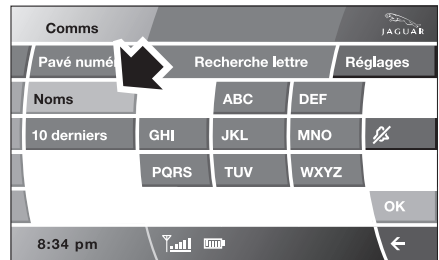 Comms
JAGUAR
Pavé numé Recherche lettre Réglages
Noms ABC DEF
10 derniers GHI JKL MNO
PQRS TUV WXYZ
OK
8:34 pm